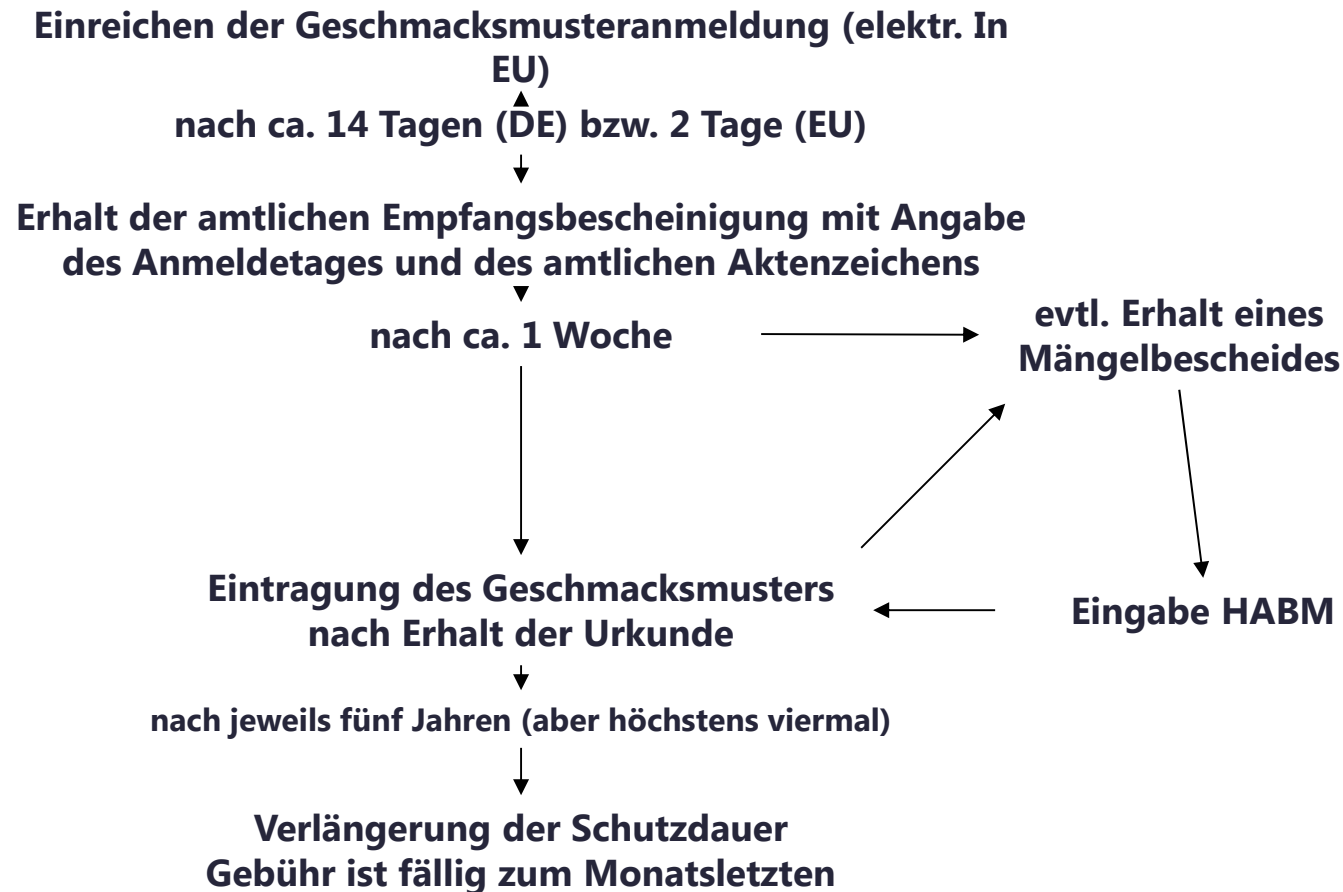 Einreichen der Geschmacksmusteranmeldung (elektr. In
EU)
nach ca. 14 Tagen (DE) bzw. 2 Tage (EU)
Erhalt der amtlichen Empfangsbescheinigung mit Angabe
des Anmeldetages und des amtlichen Aktenzeichens
nach ca. 1 Woche
evtl. Erhalt eines
Mängelbescheides
Eintragung des Geschmacksmusters
nach Erhalt der Urkunde
Eingabe HABM
nach jeweils fünf Jahren (aber höchstens viermal)
Verlängerung der Schutzdauer
Gebühr ist fällig zum Monatsletzten